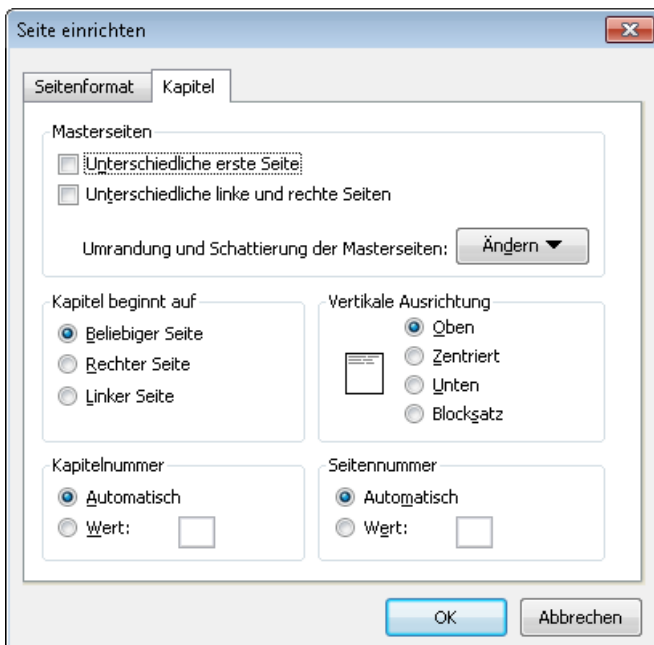 Seite einrichten
Seitenformat Kapitel
Masterseiten
Unterschiedliche erste Seite
Unterschiedliche linke und rechte Seiten
Umrandung und Schattierung der Masterseiten: Ändern
Kapitel beginnt auf
Beliebiger Seite
Rechter Seite
Linker Seite
Vertikale Ausrichtung
Oben
Zentriert
Unten
Blocksatz
Kapitelnummer
Automatisch
Wert:
Seitennummer
Automatisch
Wert:
OK Abbrechen